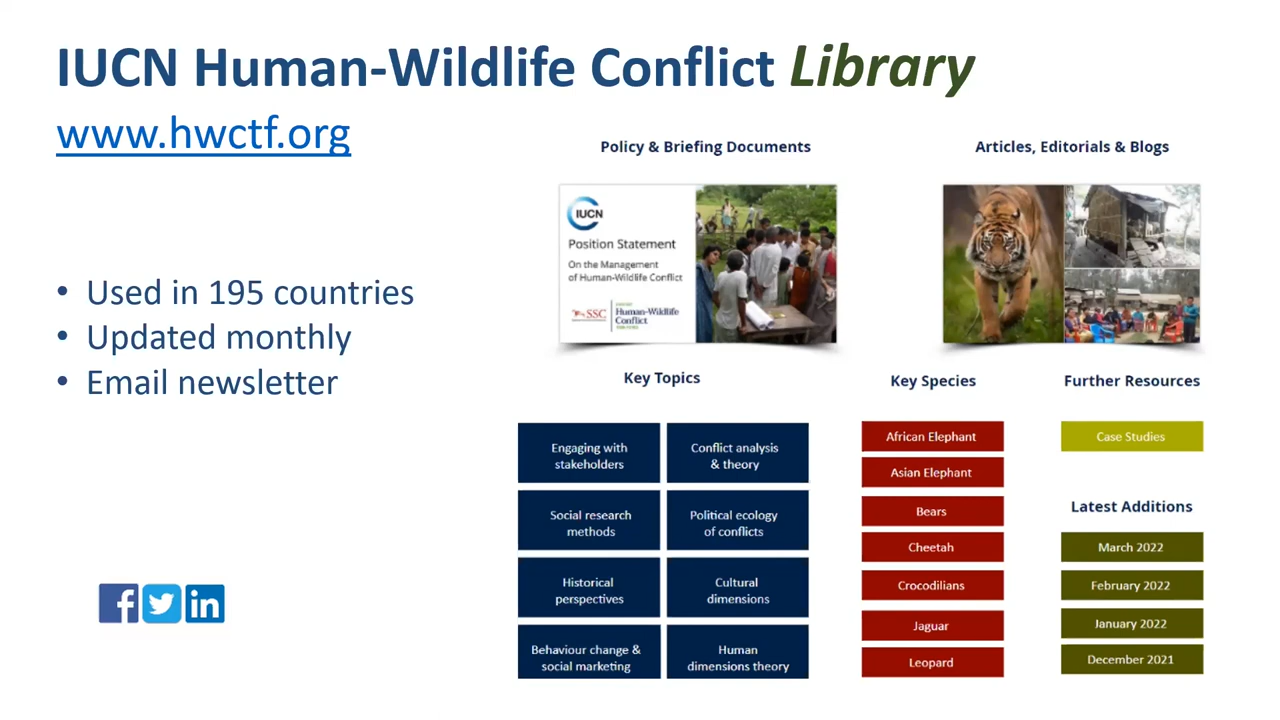 IUCN Human-Wildlife Conflict Library
www.hwctf.org
• Used in 195 countries
• Updated monthly
• Email newsletter
Policy & Briefing Documents
IUCN
Position Statement
On the Management
of Human-Wildlife Conflict
SSC
Human-Wildlife
Conflict
Articles, Editorials & Blogs
Key Topics
Engaging with
stakeholders
Conflict analysis
& theory
Social research
methods
Political ecology
of conflicts
Historical
perspectives
Cultural
dimensions
Behaviour change &
social marketing
Human
dimensions theory
Key Species
African Elephant
Asian Elephant
Bears
Cheetah
Crocodilians
Jaguar
Leopard
Further Resources
Case Studies
Latest Additions
March 2022
February 2022
January 2022
December 2021
f
in